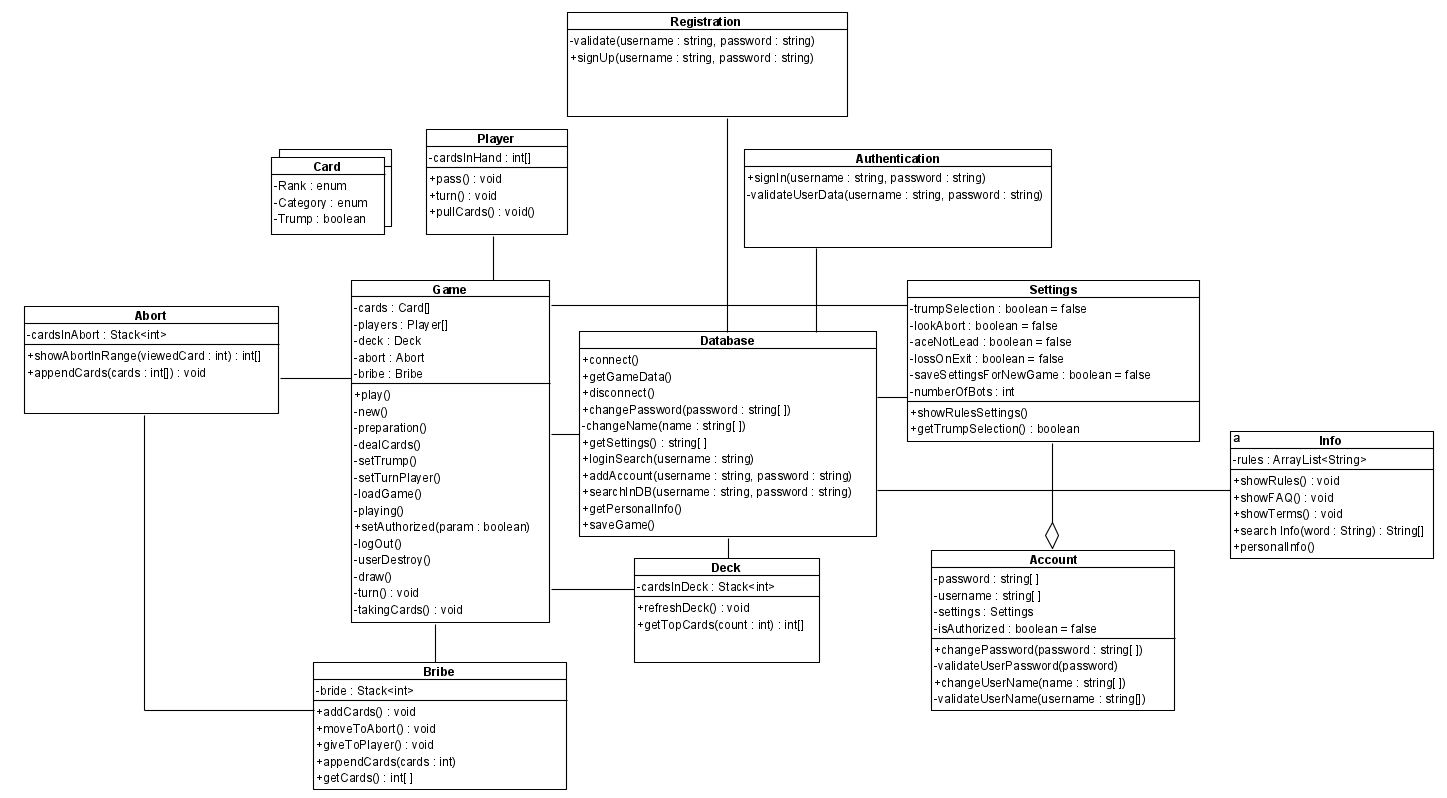 Registration
-validate(username : string, password : string)
+signUp(username : string, password : string)
Player
-cardsInHand : int[]
+pass() : void
+turn() : void
+pullCards() : void()
Card
-Rank : enum
-Category : enum
-Trump : boolean
Authentication
+signIn(username : string, password : string)
-validateUserData(username : string, password : string)
Abort
-cardsInAbort : Stack<int>
+showAbortInRange(viewedCard : int) : int[]
+appendCards(cards : int[]) : void
Game
-cards : Card[]
-players : Player[]
-deck : Deck
-abort : Abort
-bribe : Bribe
+play()
-new()
-preparation()
-dealCards()
-setTrump()
-setTurnPlayer()
-loadGame()
-playing()
+setAuthorized(param : boolean)
-logOut()
-userDestroy()
-draw()
-turn() : void
-takingCards() : void
Database
+connect()
+getGameData()
+disconnect()
+changePassword(password : string[ ])
-changeName(name : string[ ])
+getSettings() : string[ ]
+loginSearch(username : string)
+addAccount(username : string, password : string)
+searchInDB(username : string, password : string)
+getPersonalInfo()
+saveGame()
Settings
-trumpSelection : boolean = false
-lookAbort : boolean = false
-aceNotLead : boolean = false
-lossOnExit : boolean = false
-saveSettingsForNewGame : boolean = false
-numberOfBots : int
+showRulesSettings()
+getTrumpSelection() : boolean
a
Info
-rules : ArrayList<String>
+showRules() : void
+showFAQ() : void
+showTerms() : void
+search Info(word : String) : String[]
+personalInfo()
Deck
-cardsInDeck : Stack<int>
+refreshDeck() : void
+getTopCards(count : int) : int[]
Account
-password : string[ ]
-username : string[ ]
-settings : Settings
-isAuthorized : boolean = false
+changePassword(password : string[ ])
-validateUserPassword(password)
+changeUserName(name : string[ ])
-validateUserName(username : string[])
Bribe
-bride : Stack<int>
+addCards() : void
+moveToAbort() : void
+giveToPlayer() : void
+appendCards(cards : int)
+getCards() : int[ ]